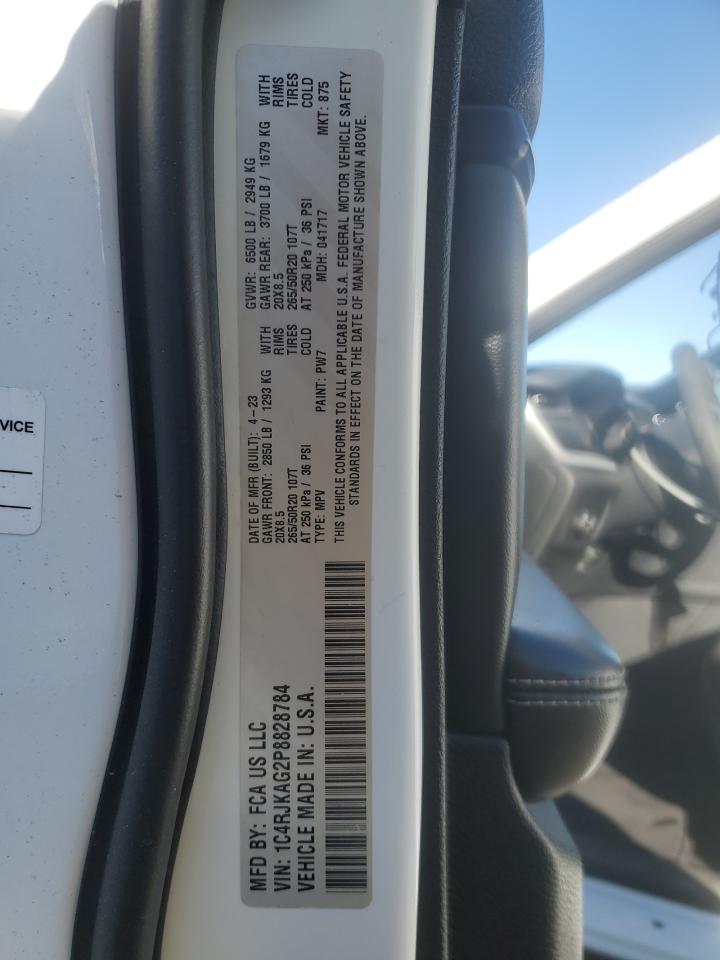 MFD BY: FCA US LLC
VIN: 1C4RJKAG2P8828784
VEHICLE MADE IN: U.S.A.
DATE OF MFR (BUILT): 4-23
GAWR FRONT: 2850 LB / 1293 KG WITH
20X8.5 RIMS
265/50R20 107T TIRES
AT 250 kPa / 36 PSI COLD
TYPE: MPV PAINT: PW7
GVWR: 6500 LB / 2949 KG
GAWR REAR: 3700 LB / 1679 KG WITH
20X8.5 RIMS
265/50R20 107T TIRES
AT 250 kPa / 36 PSI COLD
MDH: 041717 MKT: 875
THIS VEHICLE CONFORMS TO ALL APPLICABLE U.S.A. FEDERAL MOTOR VEHICLE SAFETY
STANDARDS IN EFFECT ON THE DATE OF MANUFACTURE SHOWN ABOVE.
VICE